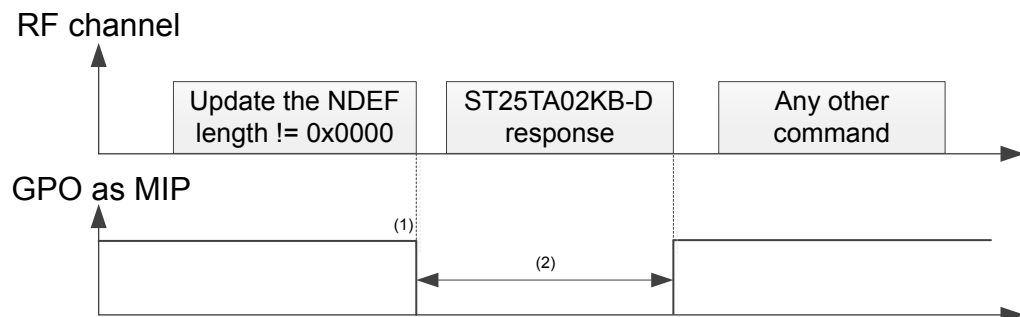 RF channel
Update the NDEF
length != 0x0000
ST25TA02KB-D
response
Any other
command
GPO as MIP
(1)
(2)